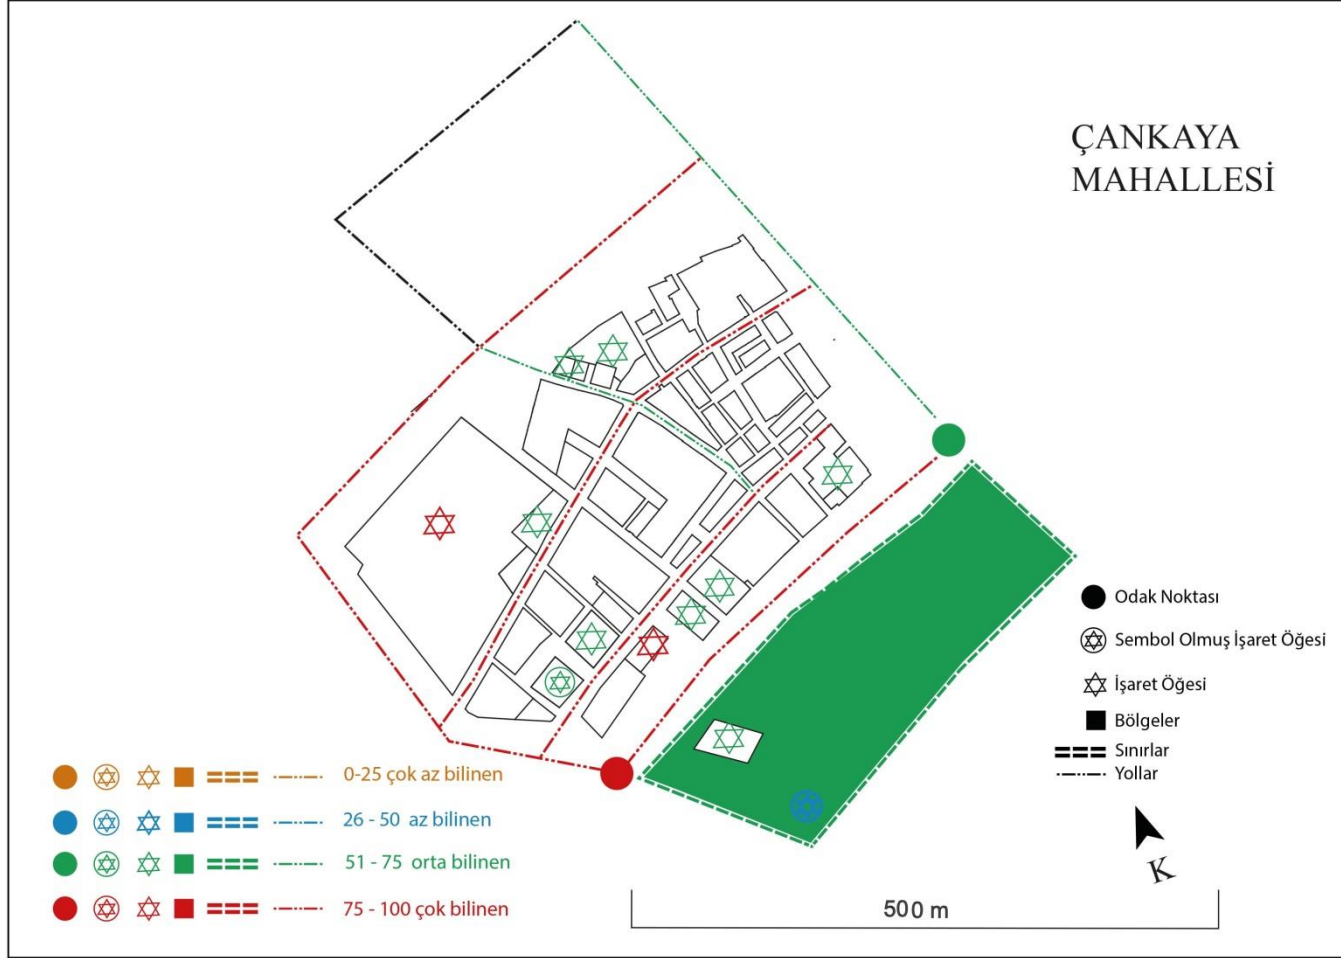 ÇANKAYA
MAHALLESİ
Odak Noktası
Sembol Olmuş İşaret Öğesi
İşaret Öğesi
Bölgeler
Sınırlar
Yollar
K
0-25 çok az bilinen
26 - 50 az bilinen
51 - 75 orta bilinen
75 - 100 çok bilinen
500 m